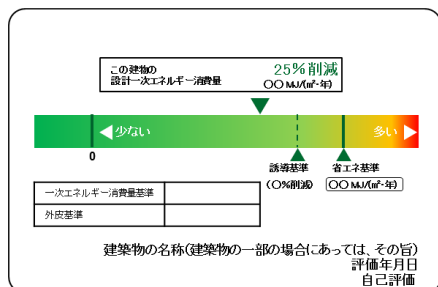 この建物の
設計一次エネルギー消費量
25%削減
〇〇MJ/(㎡・年)
少ない
多い
0
誘導基準
(〇%削減)
省エネ基準
〇〇MJ/(㎡・年)
一次エネルギー消費量基準
外皮基準
建築物の名称(建築物の一部の場合にあっては、その旨)
評価年月日
自己評価